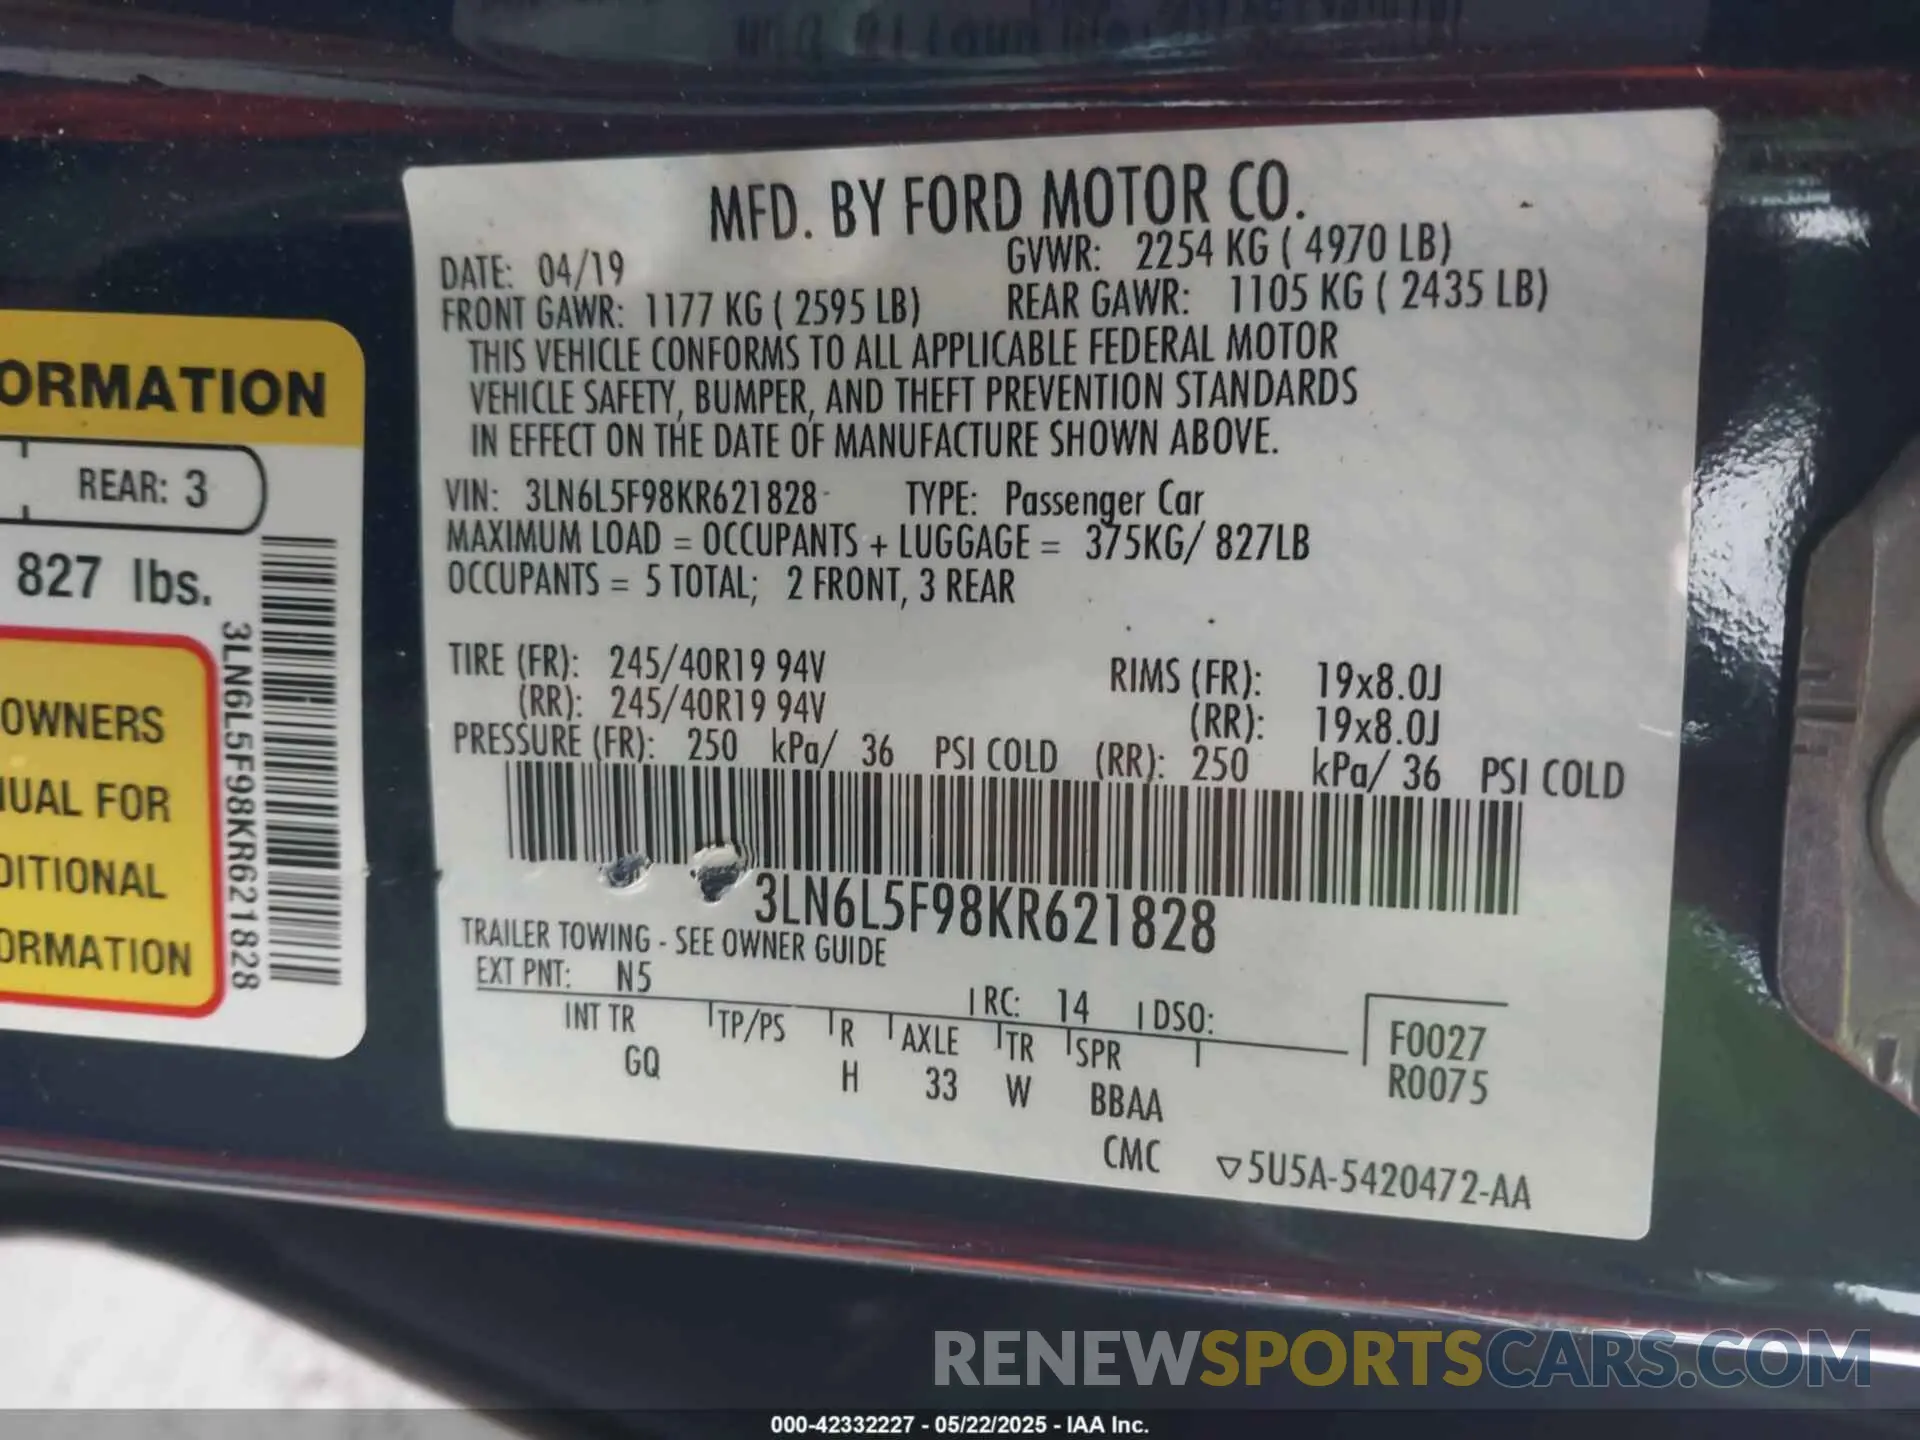 ORMATION
REAR: 3
827 lbs.
OWNERS
UAL FOR
DITIONAL
ORMATION
3LN6L5F98KR621828
MFD. BY FORD MOTOR CO.
DATE: 04/19 GVWR: 2254 KG ( 4970 LB)
FRONT GAWR: 1177 KG ( 2595 LB) REAR GAWR: 1105 KG ( 2435 LB)
THIS VEHICLE CONFORMS TO ALL APPLICABLE FEDERAL MOTOR
VEHICLE SAFETY, BUMPER, AND THEFT PREVENTION STANDARDS
IN EFFECT ON THE DATE OF MANUFACTURE SHOWN ABOVE.
VIN: 3LN6L5F98KR621828 TYPE: Passenger Car
MAXIMUM LOAD = OCCUPANTS + LUGGAGE = 375KG/ 827LB
OCCUPANTS = 5 TOTAL; 2 FRONT, 3 REAR
TIRE (FR): 245/40R19 94V RIMS (FR): 19x8.0J
(RR): 245/40R19 94V (RR): 19x8.0J
PRESSURE (FR): 250 kPa/ 36 PSI COLD (RR): 250 kPa/ 36 PSI COLD
3LN6L5F98KR621828
TRAILER TOWING - SEE OWNER GUIDE
EXT PNT: N5 RC: 14 DSO:
INT TR TP/PS R AXLE TR SPR F0027
GQ H 33 W BBAA R0075
CMC ▽5U5A-5420472-AA
RENEWSPORTSCARS.COM
000-42332227 - 05/22/2025 - IAA Inc.